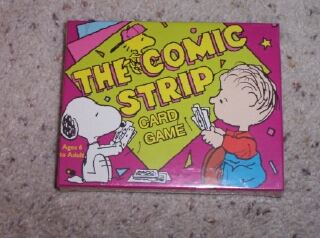 THE COMIC
STRIP
CARD
GAME
Ages 6
to Adult